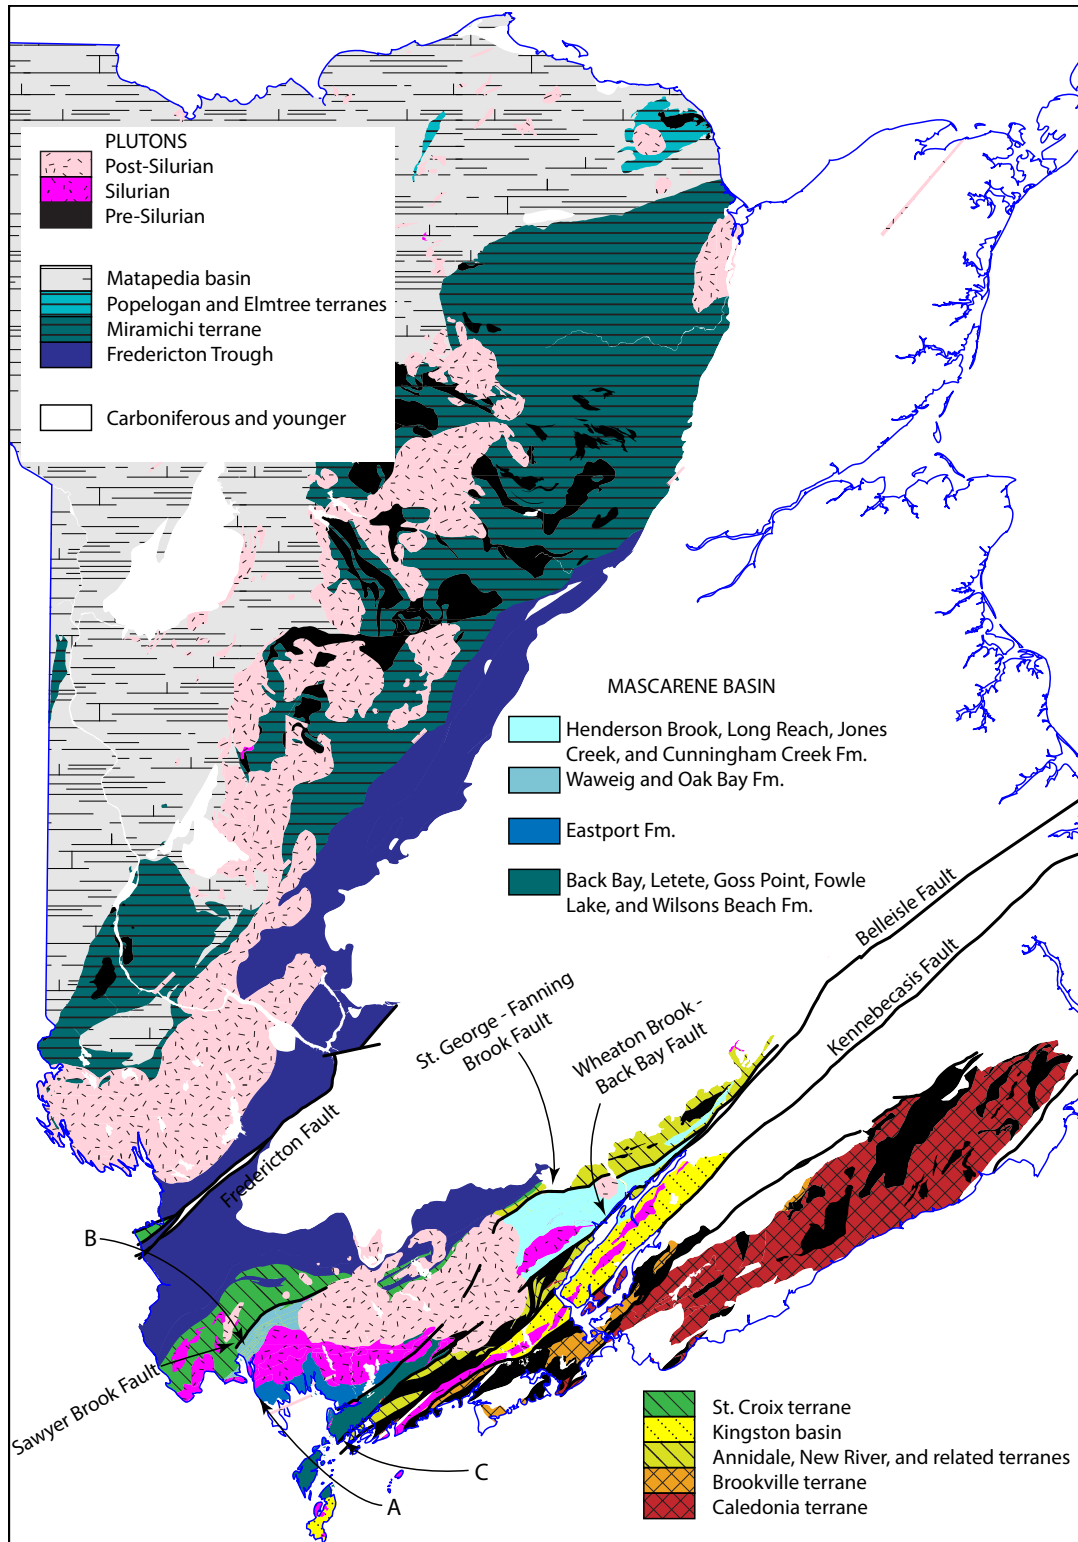 PLUTONS
Post-Silurian
Silurian
Pre-Silurian
Matapedia basin
Popelogan and Elmtree terranes
Miramichi terrane
Fredericton Trough
Carboniferous and younger
MASCARENE BASIN
Henderson Brook, Long Reach, Jones
Creek, and Cunningham Creek Fm.
Waweig and Oak Bay Fm.
Eastport Fm.
Back Bay, Letete, Goss Point, Fowle
Lake, and Wilsons Beach Fm.
Belleisle Fault
Kennebecasis Fault
St. George - Fanning
Brook Fault
Wheaton Brook -
Back Bay Fault
Fredericton Fault
B
Sawyer Brook Fault
C
A
St. Croix terrane
Kingston basin
Annidale, New River, and related terranes
Brookville terrane
Caledonia terrane